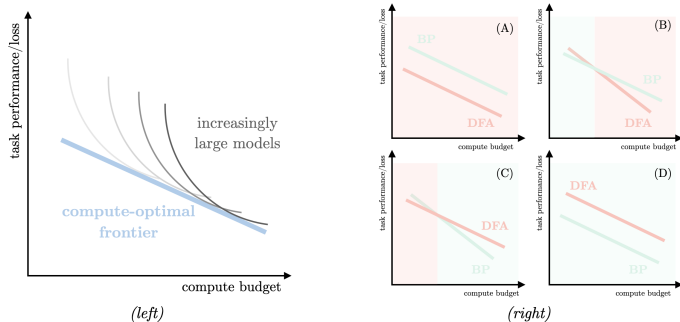 task performance/loss
increasingly
large models
compute-optimal
frontier
compute budget
(left)
(A)
BP
DFA
task performance/loss
compute budget
(B)
BP
DFA
task performance/loss
compute budget
(C)
DFA
BP
task performance/loss
compute budget
(D)
DFA
BP
task performance/loss
compute budget
(right)